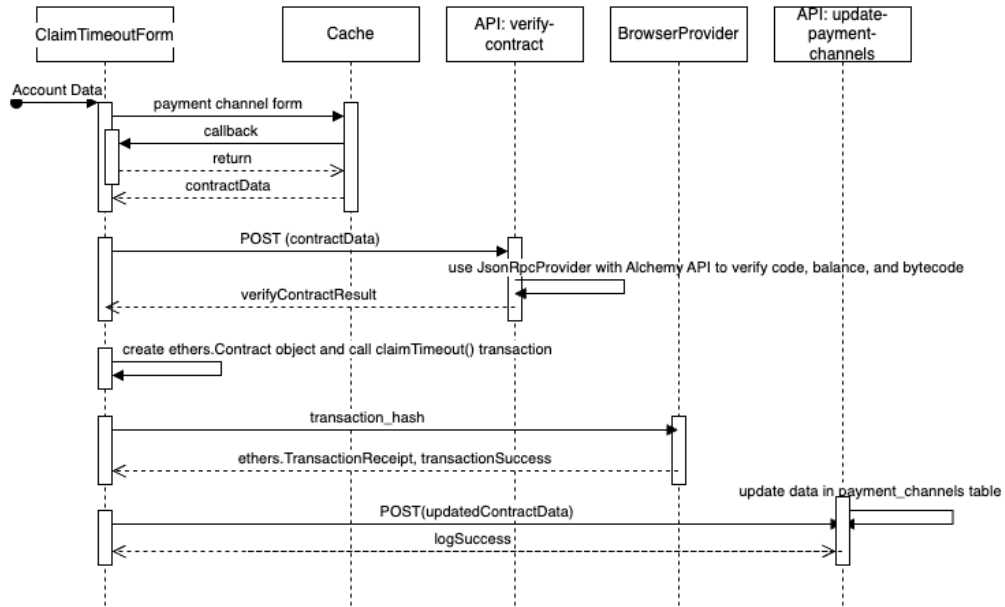 ClaimTimeoutForm
Cache
API: verify-
contract
BrowserProvider
API: update-
payment-
channels
Account Data
payment channel form
callback
return
contractData
POST (contractData)
use JsonRpcProvider with Alchemy API to verify code, balance, and bytecode
verifyContractResult
create ethers.Contract object and call claimTimeout() transaction
transaction_hash
ethers.TransactionReceipt, transactionSuccess
update data in payment_channels table
POST(updatedContractData)
logSuccess